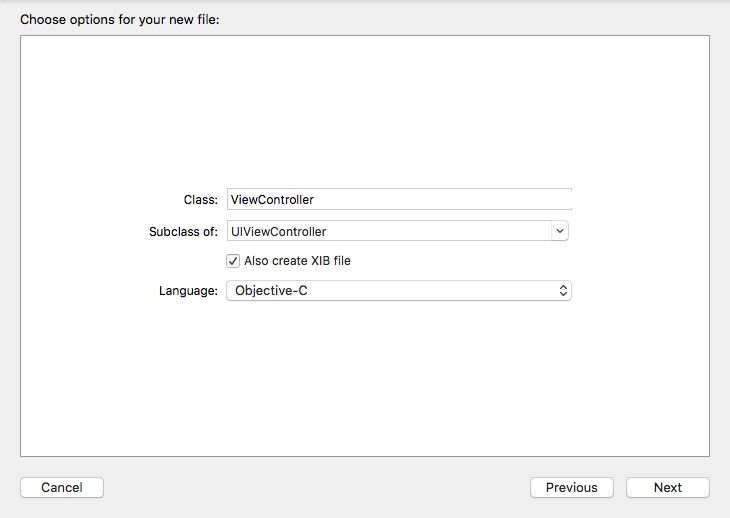 Choose options for your new file:
Class: ViewController
Subclass of: UIViewController
Also create XIB file
Language: Objective-C
Cancel Previous Next